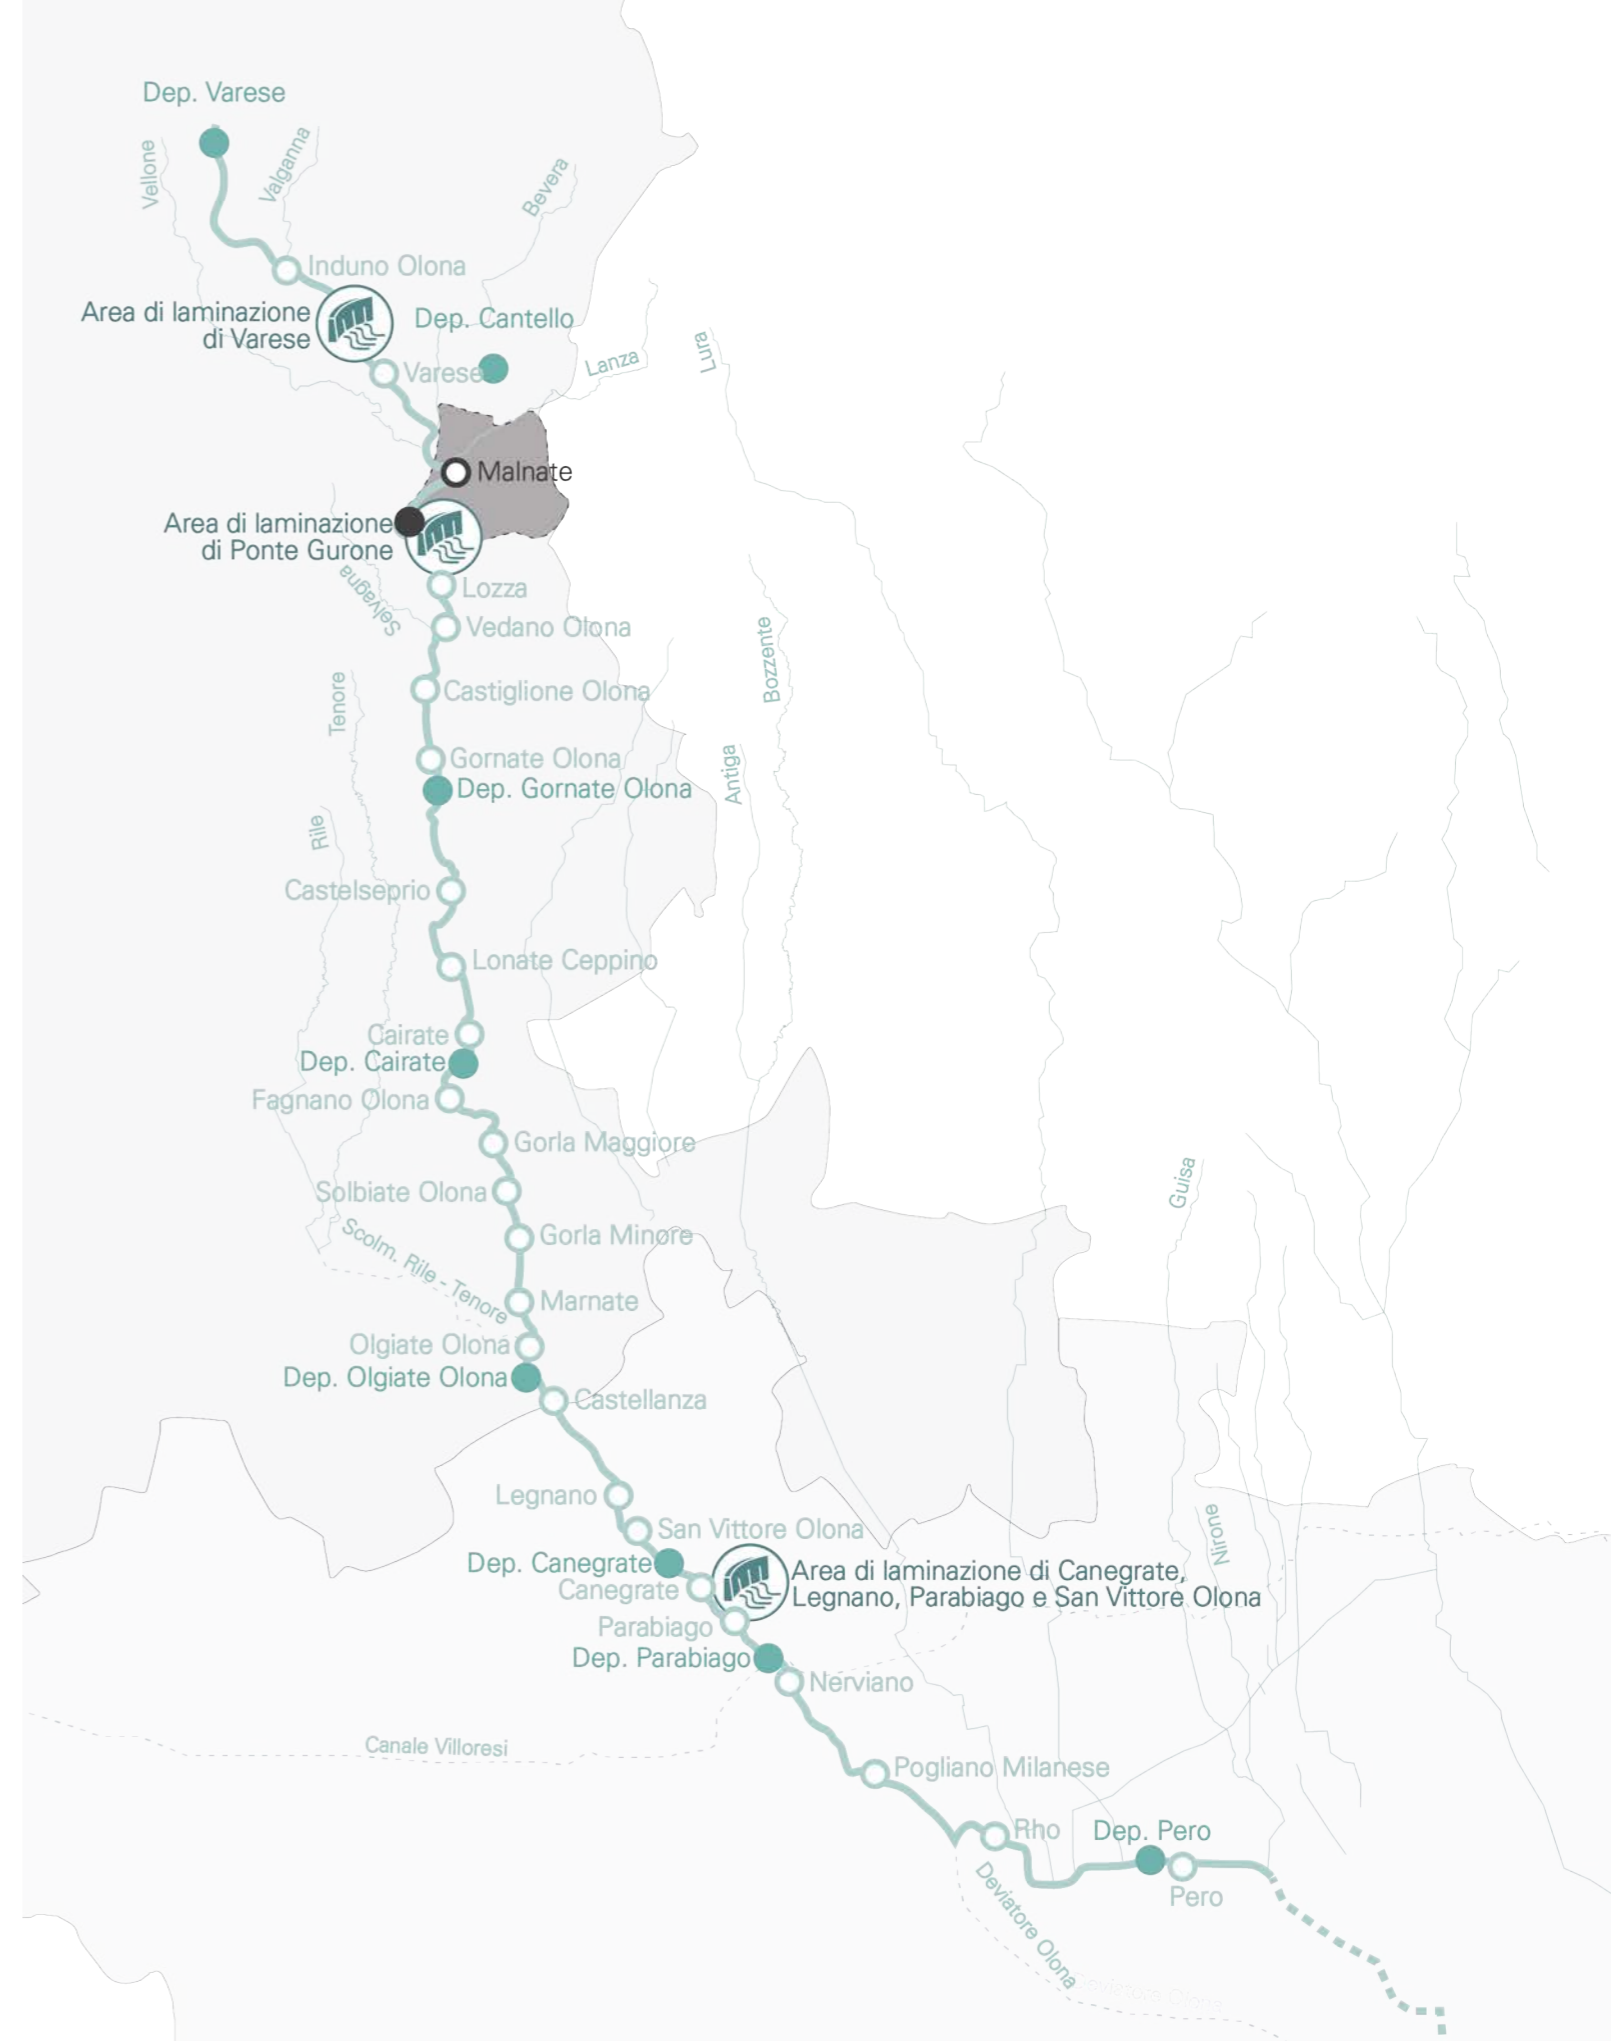 Dep. Varese
Vellone
Valganna
Bevera
Induno Olona
Area di laminazione
di Varese
Dep. Cantello
Varese
Lanza
Lura
Malnate
Area di laminazione
di Ponte Gurone
Selvagna
Lozza
Vedano Olona
Bozzente
Tenore
Castiglione Olona
Gornate Olona
Dep. Gornate Olona
Antiga
Rile
Castelseprio
Lonate Ceppino
Cairate
Dep. Cairate
Fagnano Olona
Gorla Maggiore
Guisa
Solbiate Olona
Gorla Minore
Scolm. Rile - Tenore
Marnate
Olgiate Olona
Dep. Olgiate Olona
Castellanza
Legnano
San Vittore Olona
Nirone
Dep. Canegrate
Canegrate
Area di laminazione di Canegrate,
Legnano, Parabiago e San Vittore Olona
Parabiago
Dep. Parabiago
Nerviano
Canale Villoresi
Pogliano Milanese
Rho
Dep. Pero
Pero
Deviatore Olona